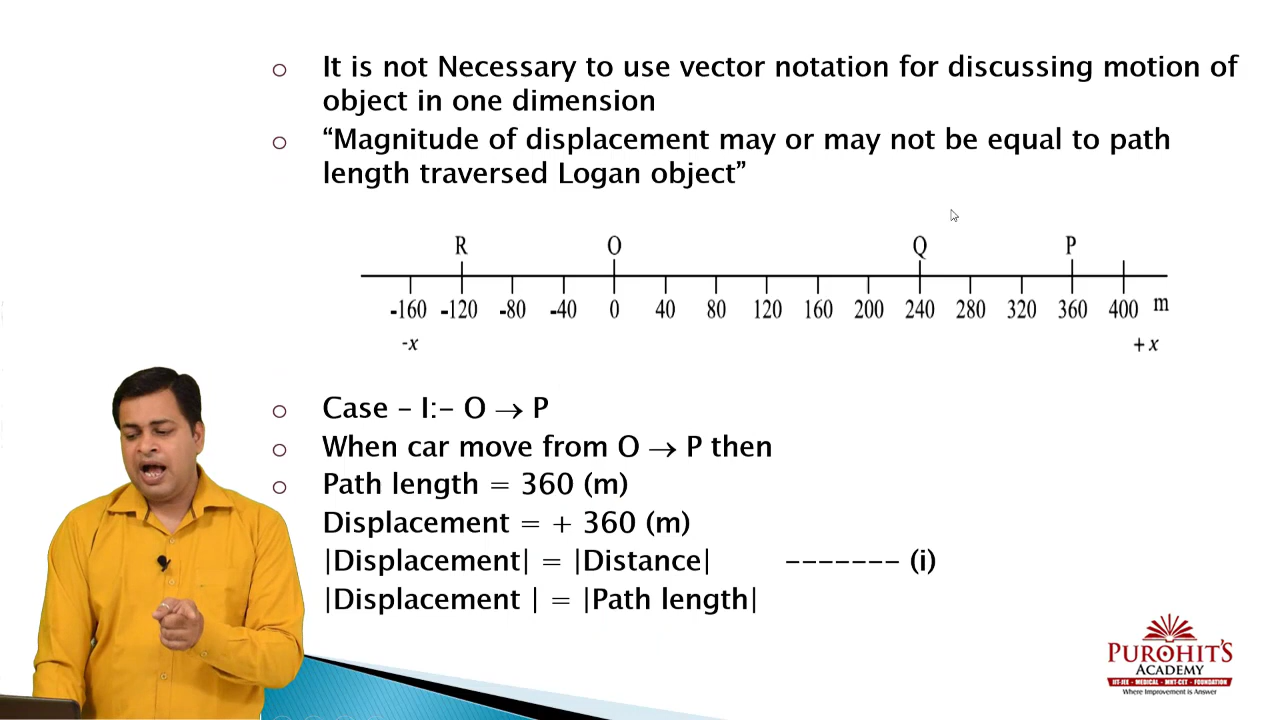 It is not Necessary to use vector notation for discussing motion of
object in one dimension
“Magnitude of displacement may or may not be equal to path
length traversed Logan object”
R O Q P
-160 -120 -80 -40 0 40 80 120 160 200 240 280 320 360 400 m
-x +x
Case – I:– O → P
When car move from O → P then
Path length = 360 (m)
Displacement = + 360 (m)
|Displacement| = |Distance| ------- (i)
|Displacement | = |Path length|
PUROHIT'S
ACADEMY
IIT-JEE - MEDICAL - MHT-CET - FOUNDATION
Where Improvement is Answer